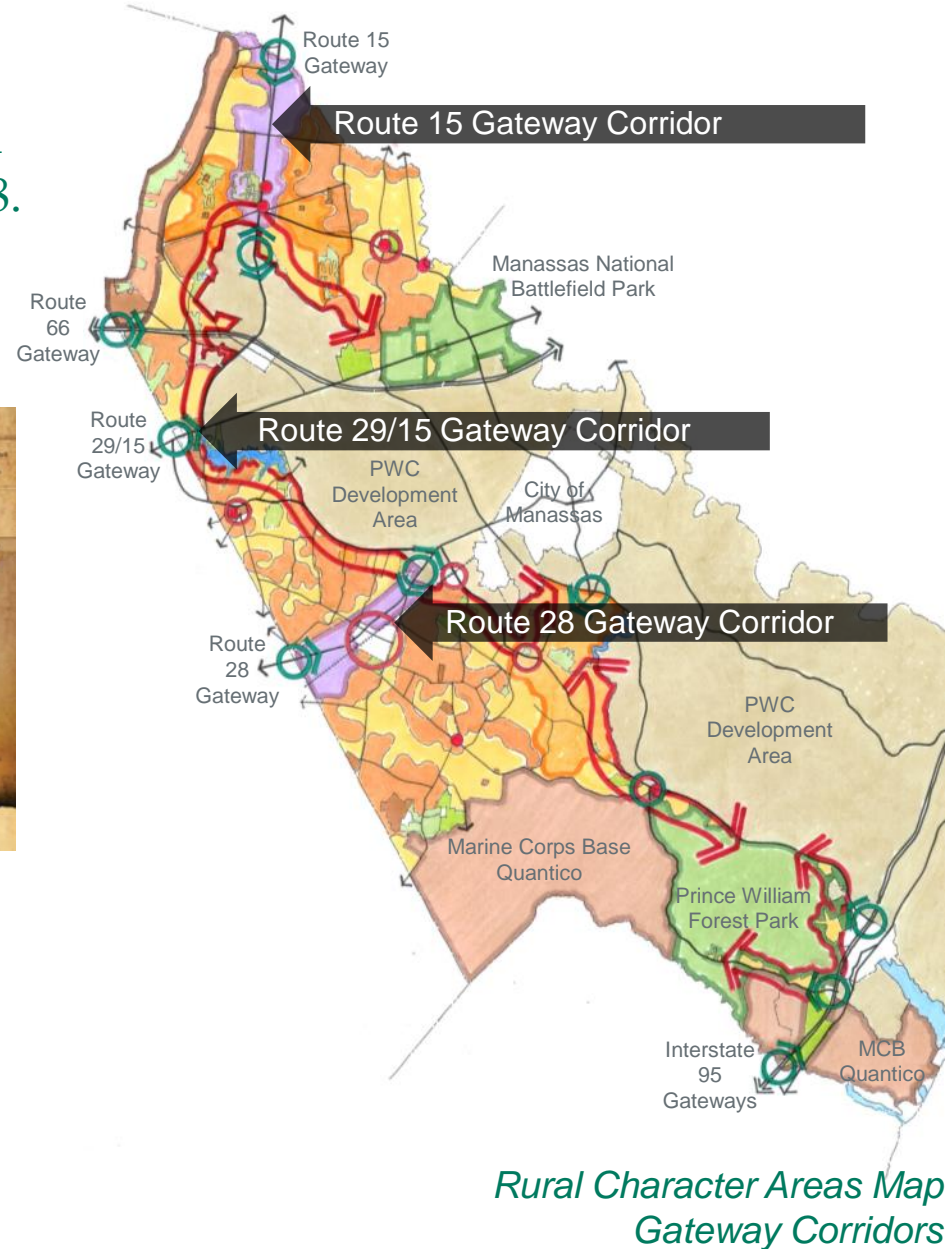 Route 15
Gateway
Route 15 Gateway Corridor
3.
Manassas National
Battlefield Park
Route
66
Gateway
Route 29/15 Gateway Corridor
Route
29/15
Gateway
PWC
Development
Area
City of
Manassas
Route 28 Gateway Corridor
Route
28
Gateway
PWC
Development
Area
Marine Corps Base
Quantico
Prince William
Forest Park
Interstate
95
Gateways
MCB
Quantico
Rural Character Areas Map
Gateway Corridors